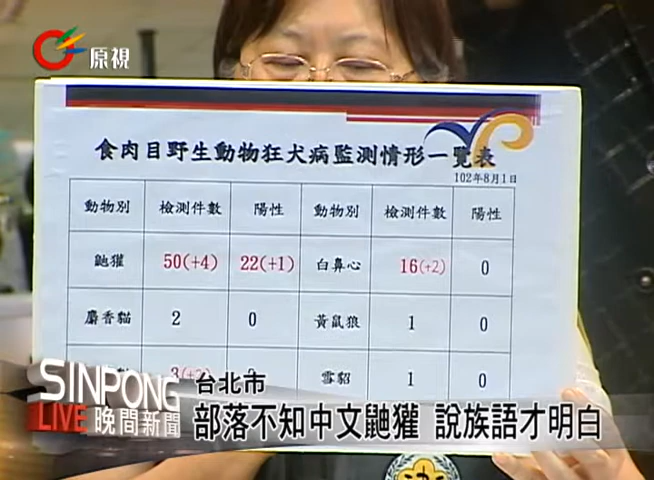 原視
食肉目野生動物狂犬病監測情形一覽表
102年8月1日
動物別 檢測件數 陽性 動物別 檢測件數 陽性
鼬獾 50(+4) 22(+1) 白鼻心 16(+2) 0
麝香貓 2 0 黃鼠狼 1 0
3(+2) 雪貂 1 0
SINPONG
LIVE 晚間新聞
台北市
部落不知中文鼬獾 說族語才明白